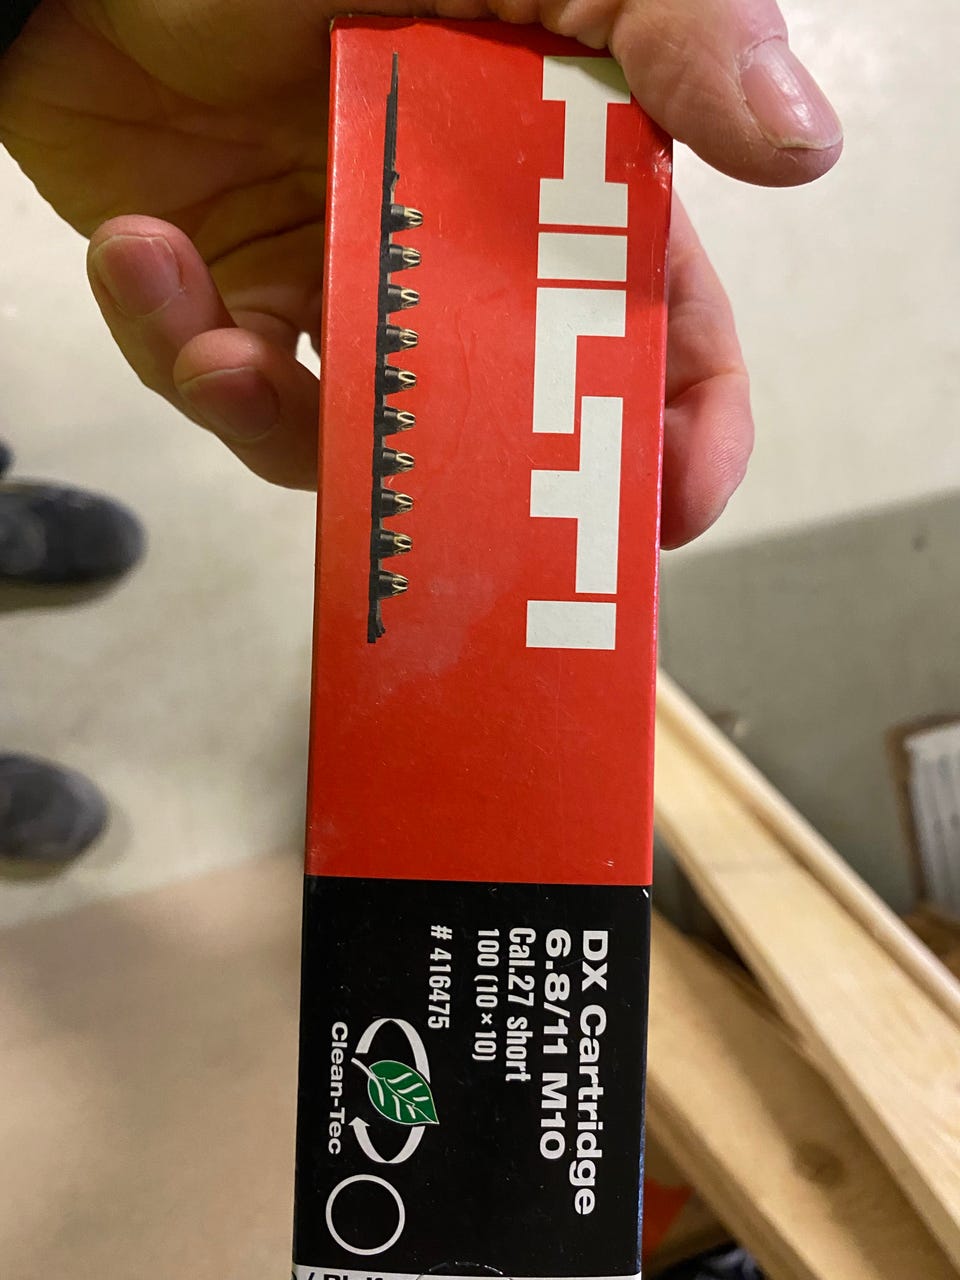 HILTI
DX Cartridge
6.8/11 M10
Cal.27 short
100 (10 × 10)
# 416475
Clean-Tec